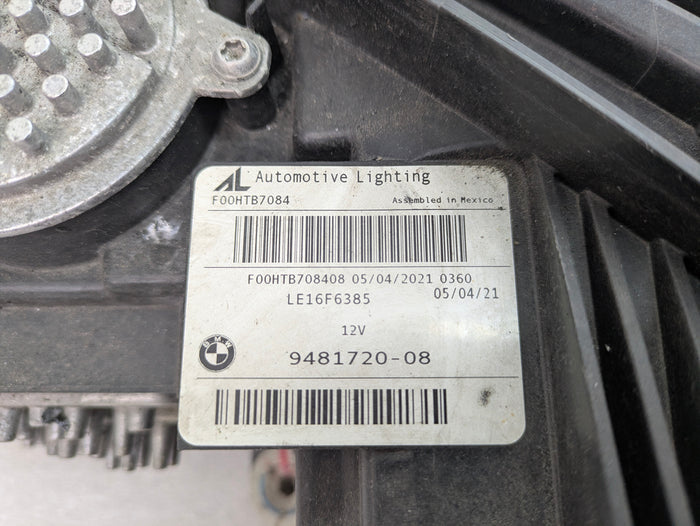 AL Automotive Lighting
F00HTB7084 Assembled in Mexico
F00HTB708408 05/04/2021 0360
LE16F6385 05/04/21
12V
BMW
9481720-08